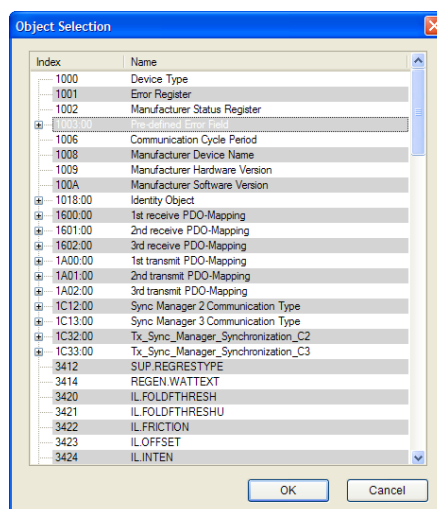 Object Selection
Index Name
1000 Device Type
1001 Error Register
1002 Manufacturer Status Register
1003:00 Pre-defined Error Field
1006 Communication Cycle Period
1008 Manufacturer Device Name
1009 Manufacturer Hardware Version
100A Manufacturer Software Version
1018:00 Identity Object
1600:00 1st receive PDO-Mapping
1601:00 2nd receive PDO-Mapping
1602:00 3rd receive PDO-Mapping
1A00:00 1st transmit PDO-Mapping
1A01:00 2nd transmit PDO-Mapping
1A02:00 3rd transmit PDO-Mapping
1C12:00 Sync Manager 2 Communication Type
1C13:00 Sync Manager 3 Communication Type
1C32:00 Tx_Sync_Manager_Synchronization_C2
1C33:00 Tx_Sync_Manager_Synchronization_C3
3412 SUP.REGRESTYPE
3414 REGEN.WATTEXT
3420 IL.FOLDFTHRESH
3421 IL.FOLDFTHRESHU
3422 IL.FRICTION
3423 IL.OFFSET
3424 IL.INTEN
OK Cancel